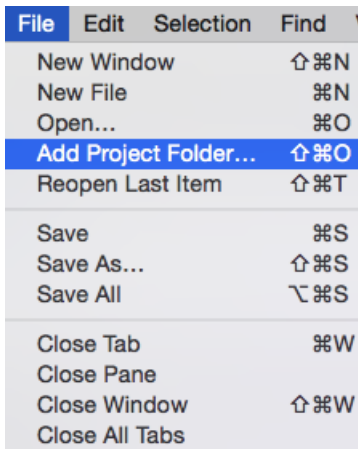 File Edit Selection Find
New Window ⇧⌘N
New File ⌘N
Open... ⌘O
Add Project Folder... ⇧⌘O
Reopen Last Item ⇧⌘T
Save ⌘S
Save As... ⇧⌘S
Save All ⌥⌘S
Close Tab ⌘W
Close Pane
Close Window ⇧⌘W
Close All Tabs